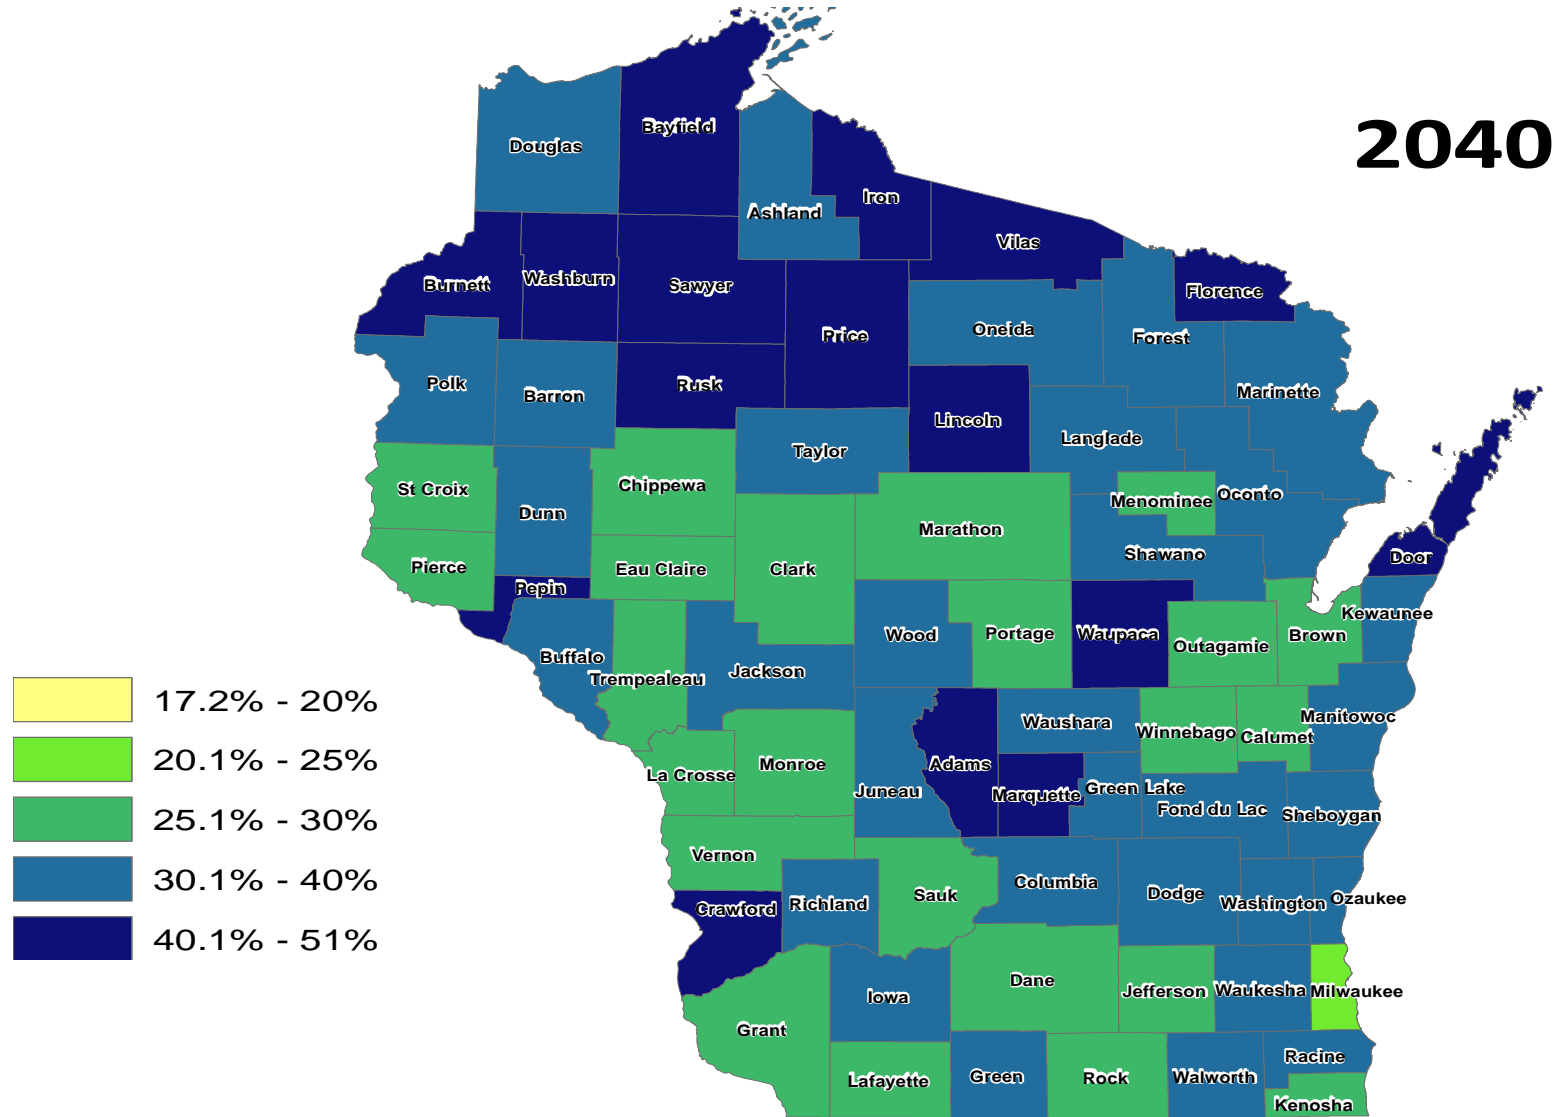 2040
Bayfield
Douglas
Iron
Ashland
Vilas
Washburn
Burnett
Sawyer
Florence
Oneida
Price
Forest
Polk
Rusk
Marinette
Barron
Lincoln
Langlade
Taylor
Chippewa
St Croix
Oconto
Menominee
Dunn
Marathon
Shawano
Door
Pierce
Eau Claire
Clark
Pepin
Kewaunee
Wood
Portage
Waupaca
Brown
Outagamie
Buffalo
Jackson
Trempealeau
17.2% - 20%
Manitowoc
Waushara
Winnebago
Calumet
20.1% - 25%
Monroe
Adams
La Crosse
Green Lake
Juneau
Marquette
Fond du Lac
Sheboygan
25.1% - 30%
Vernon
30.1% - 40%
Columbia
Dodge
Sauk
Ozaukee
Richland
Washington
Crawford
40.1% - 51%
Dane
Jefferson
Waukesha
Milwaukee
Iowa
Grant
Racine
Green
Rock
Walworth
Lafayette
Kenosha